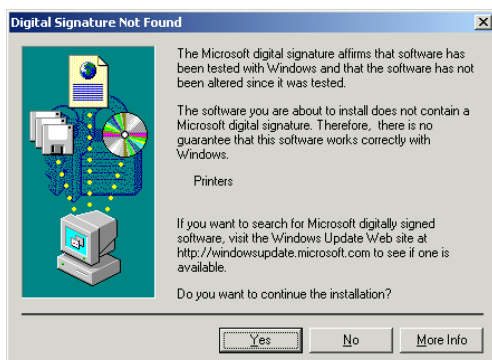 Digital Signature Not Found
The Microsoft digital signature affirms that software has
been tested with Windows and that the software has not
been altered since it was tested.
The software you are about to install does not contain a
Microsoft digital signature. Therefore, there is no
guarantee that this software works correctly with
Windows.
Printers
If you want to search for Microsoft digitally signed
software, visit the Windows Update Web site at
http://windowsupdate.microsoft.com to see if one is
available.
Do you want to continue the installation?
Yes No More Info